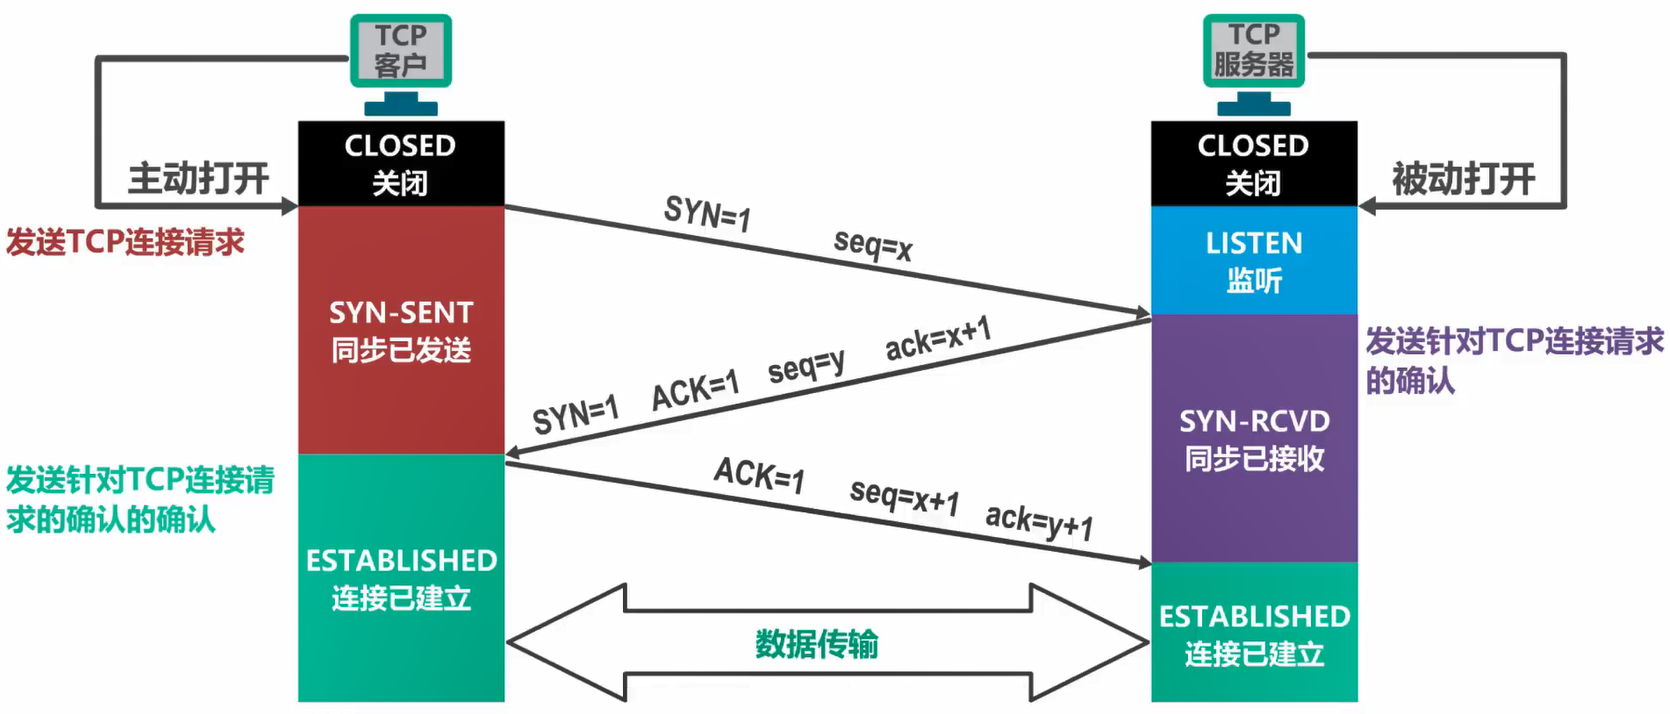 TCP
客户
TCP
服务器
CLOSED
关闭
CLOSED
关闭
主动打开
被动打开
发送TCP连接请求
SYN=1 seq=x
LISTEN
监听
SYN-SENT
同步已发送
SYN=1 ACK=1 seq=y ack=x+1
发送针对TCP连接请求
的确认
SYN-RCVD
同步已接收
发送针对TCP连接请
求的确认的确认
ACK=1 seq=x+1 ack=y+1
ESTABLISHED
连接已建立
ESTABLISHED
连接已建立
数据传输